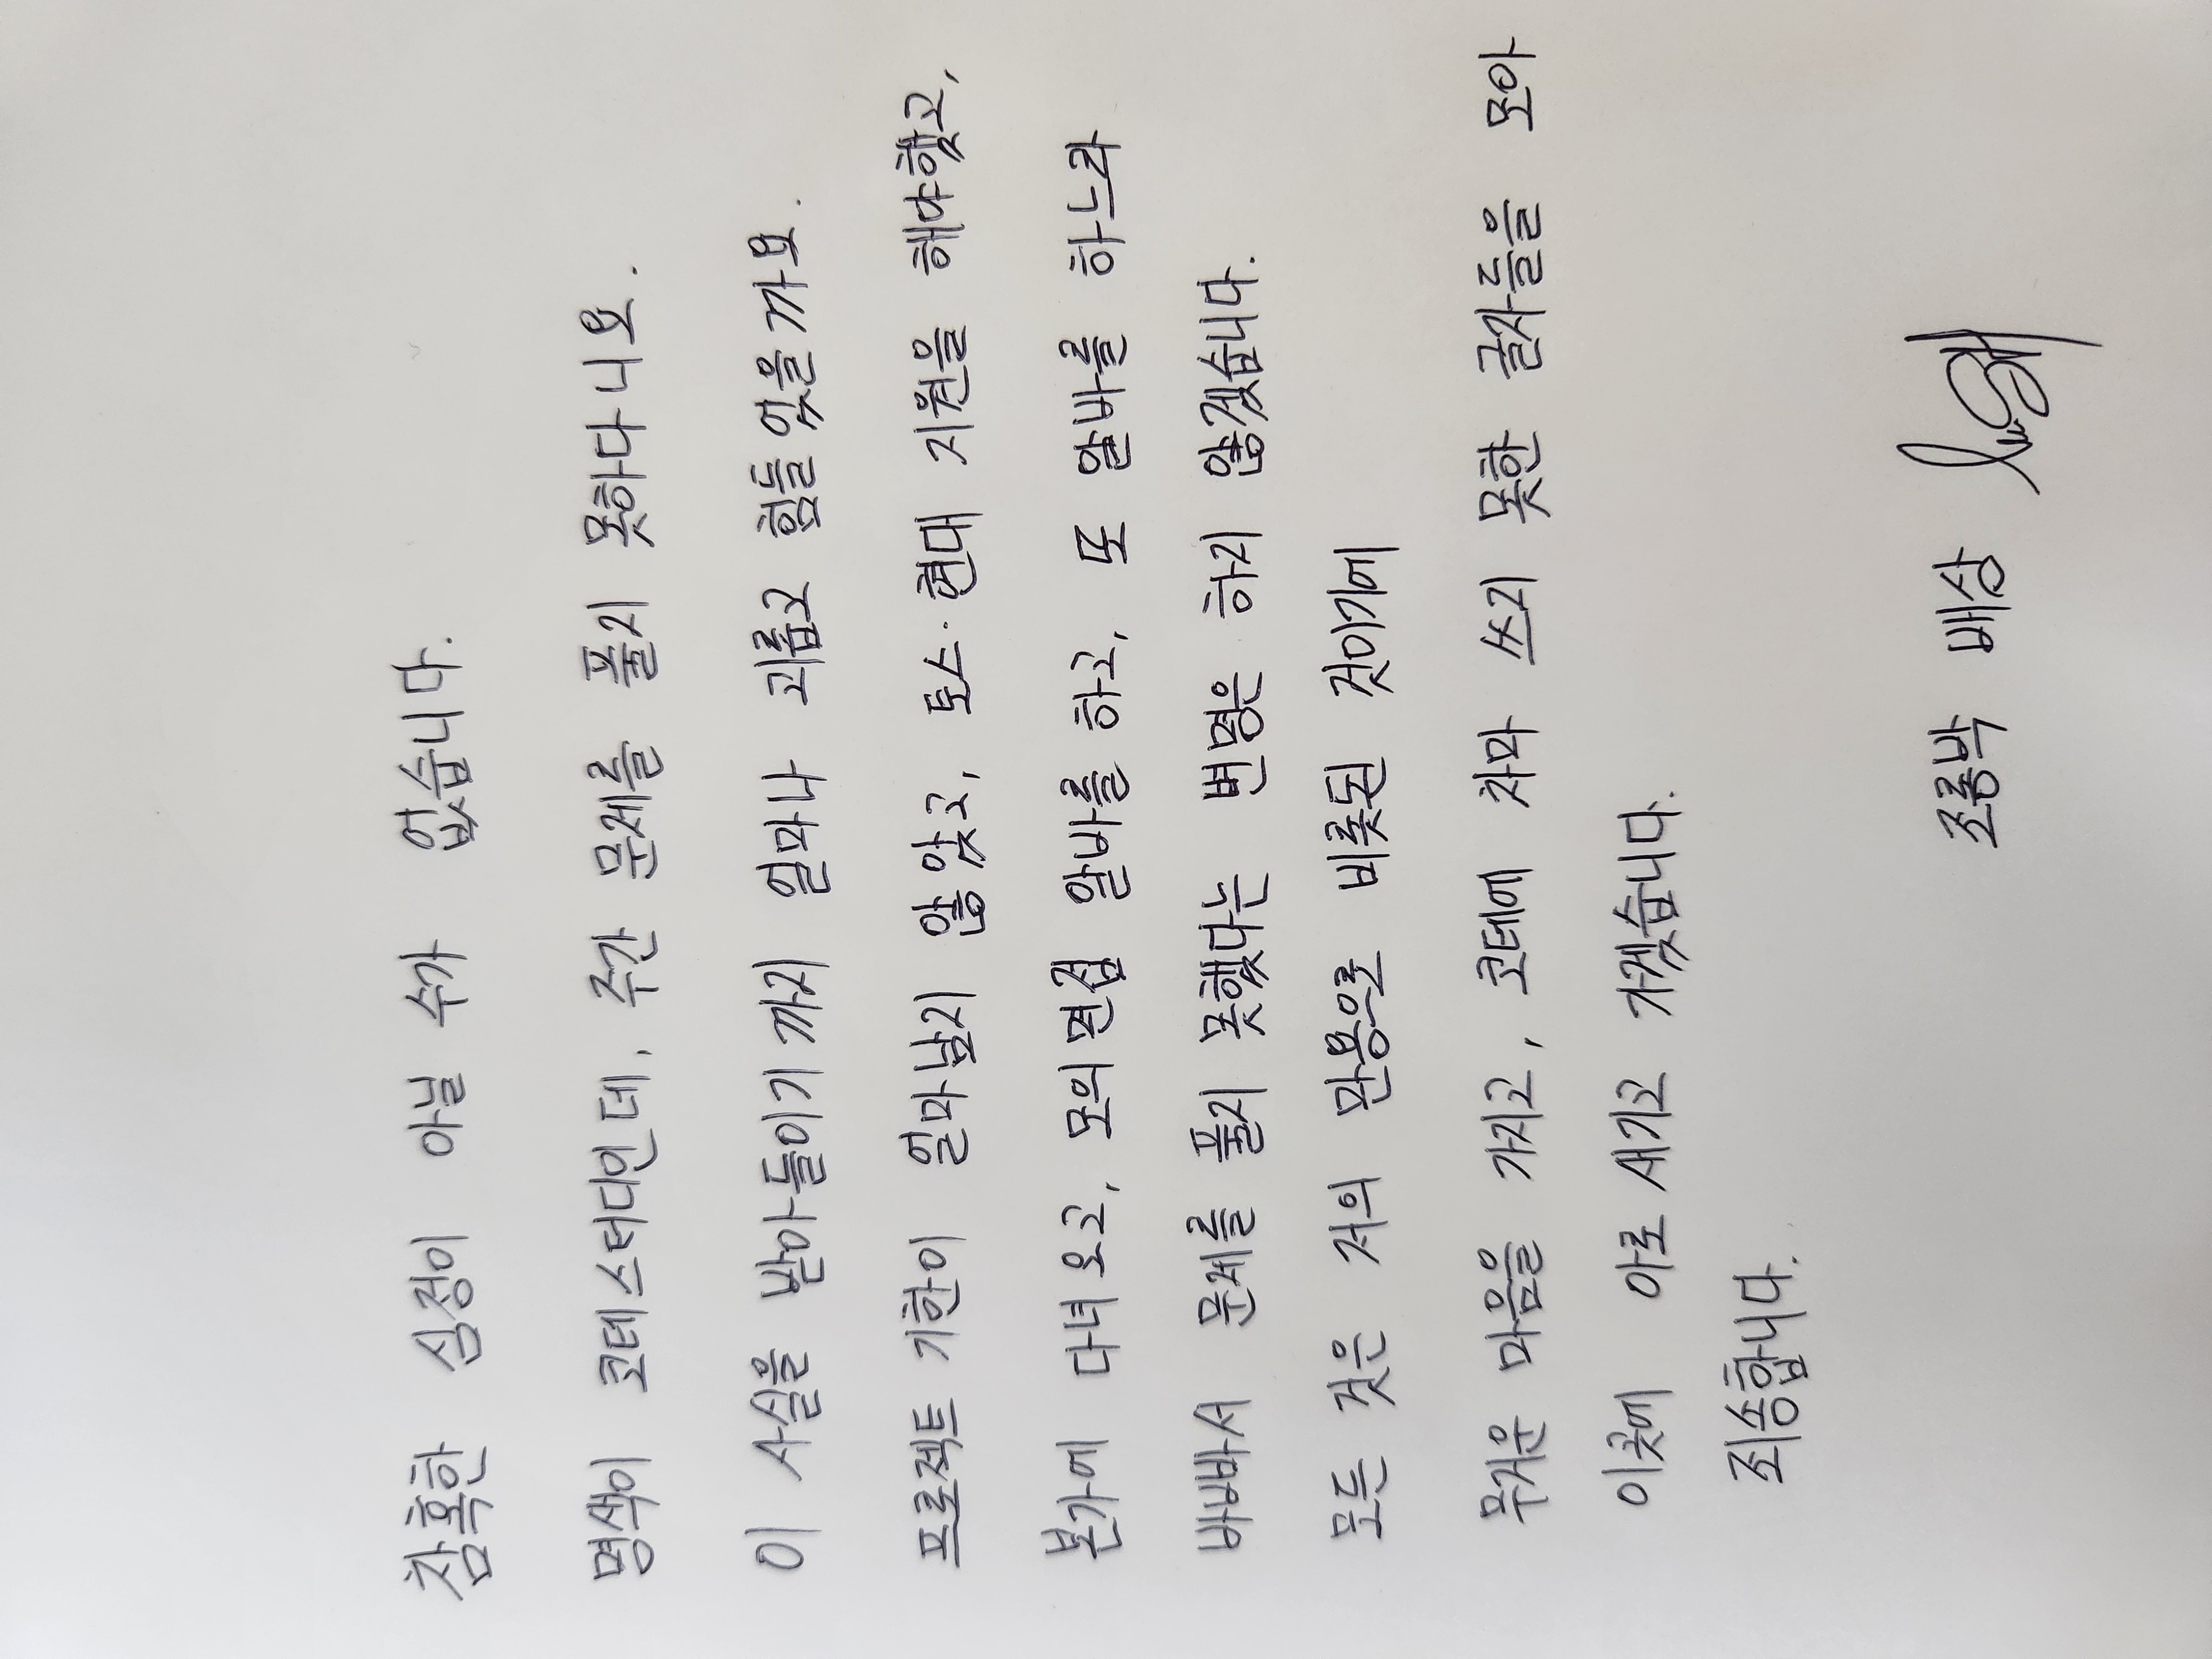 참혹한 심정이 아닐 수가 없습니다.
명색이 코테스터디인데, 주간 문제를 풀지 못하다니요.
이 사실을 받아들이기까지 얼마나 괴롭고 힘들었을까요.
프로젝트 기한이 얼마남지 않았고, 토스·현대 지원을 해야했고,
본가에 다녀오고, 모의면접 알바를 하고, 또 알바를 하느라
바빠서 문제를 풀지 못했다는 변명은 하지 않겠습니다.
모든 것은 저의 만용으로 비롯된 것이기에
무거운 마음을 가지고, 코테에 차마 쓰지 못한 글자들을 모아
이곳에 아로새기고 가겠습니다.
죄송합니다.
조롱박 배상